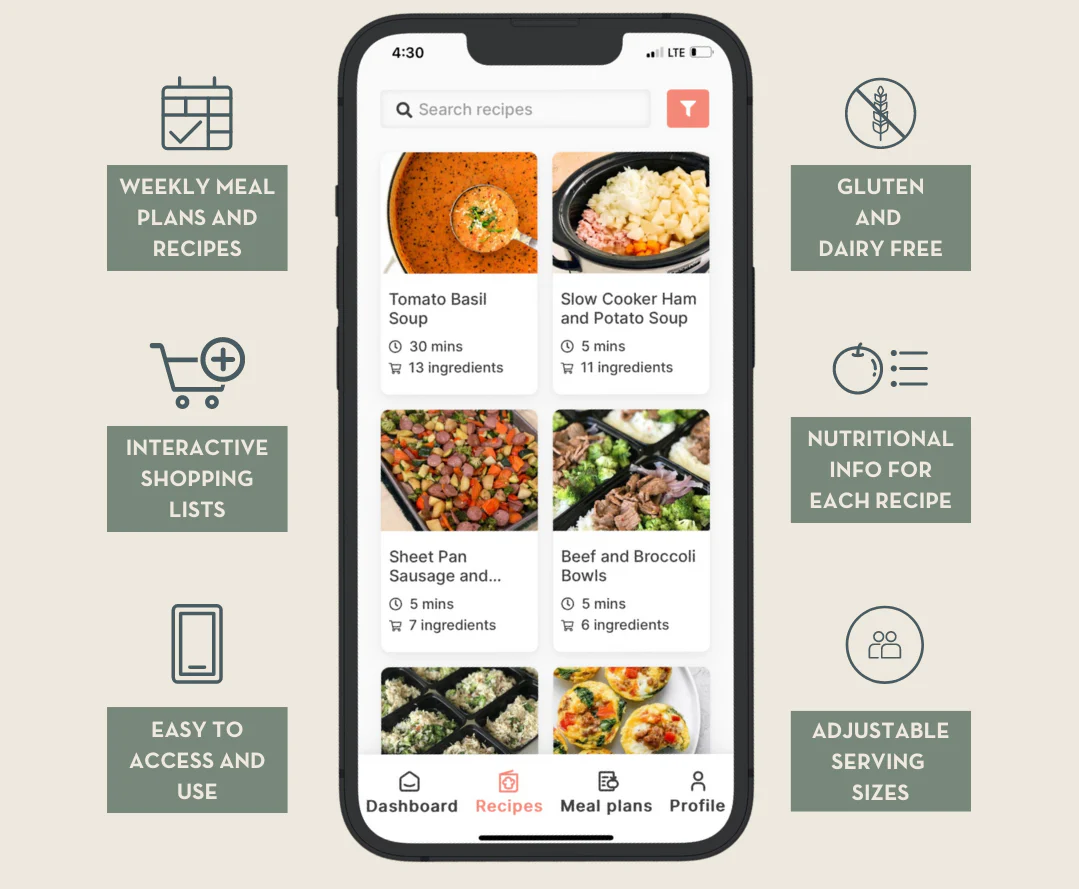 4:30
LTE
Search recipes
WEEKLY MEAL
PLANS AND
RECIPES
INTERACTIVE
SHOPPING
LISTS
EASY TO
ACCESS AND
USE
Tomato Basil
Soup
30 mins
13 ingredients
Slow Cooker Ham
and Potato Soup
5 mins
11 ingredients
Sheet Pan
Sausage and...
5 mins
7 ingredients
Beef and Broccoli
Bowls
5 mins
6 ingredients
Dashboard
Recipes
Meal plans
Profile
GLUTEN
AND
DAIRY FREE
NUTRITIONAL
INFO FOR
EACH RECIPE
ADJUSTABLE
SERVING
SIZES